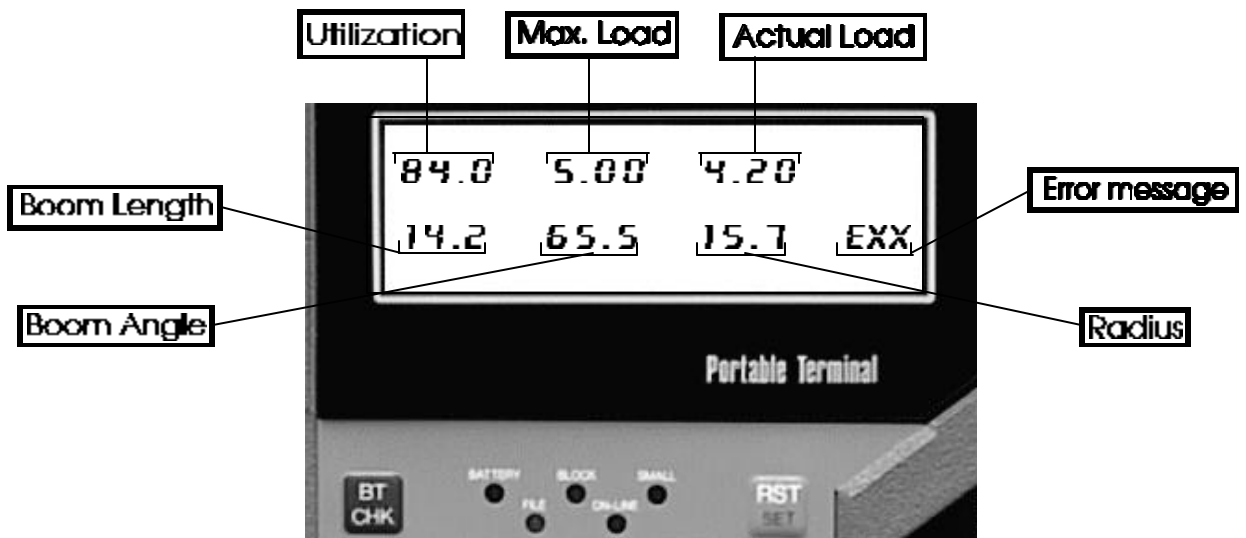 Utilization
Max. Load
Actual Load
84.0 5.00 4.20
Boom Length
Error message
14.2 65.5 15.7 EXX
Boom Angle
Radius
Portable Terminal
BATTERY BLOCK SMALL
BT
CHK
FILE ON-LINE
RST
SET